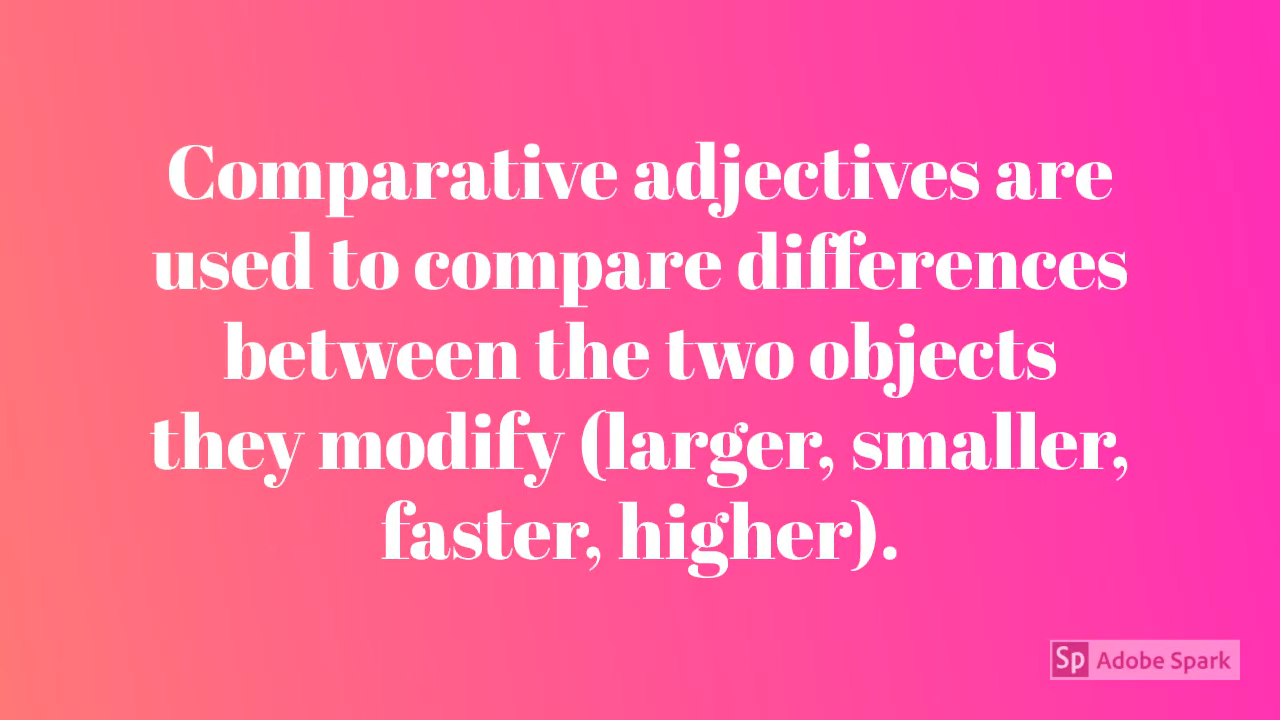 Comparative adjectives are
used to compare differences
between the two objects
they modify (larger, smaller,
faster, higher).
Sp Adobe Spark